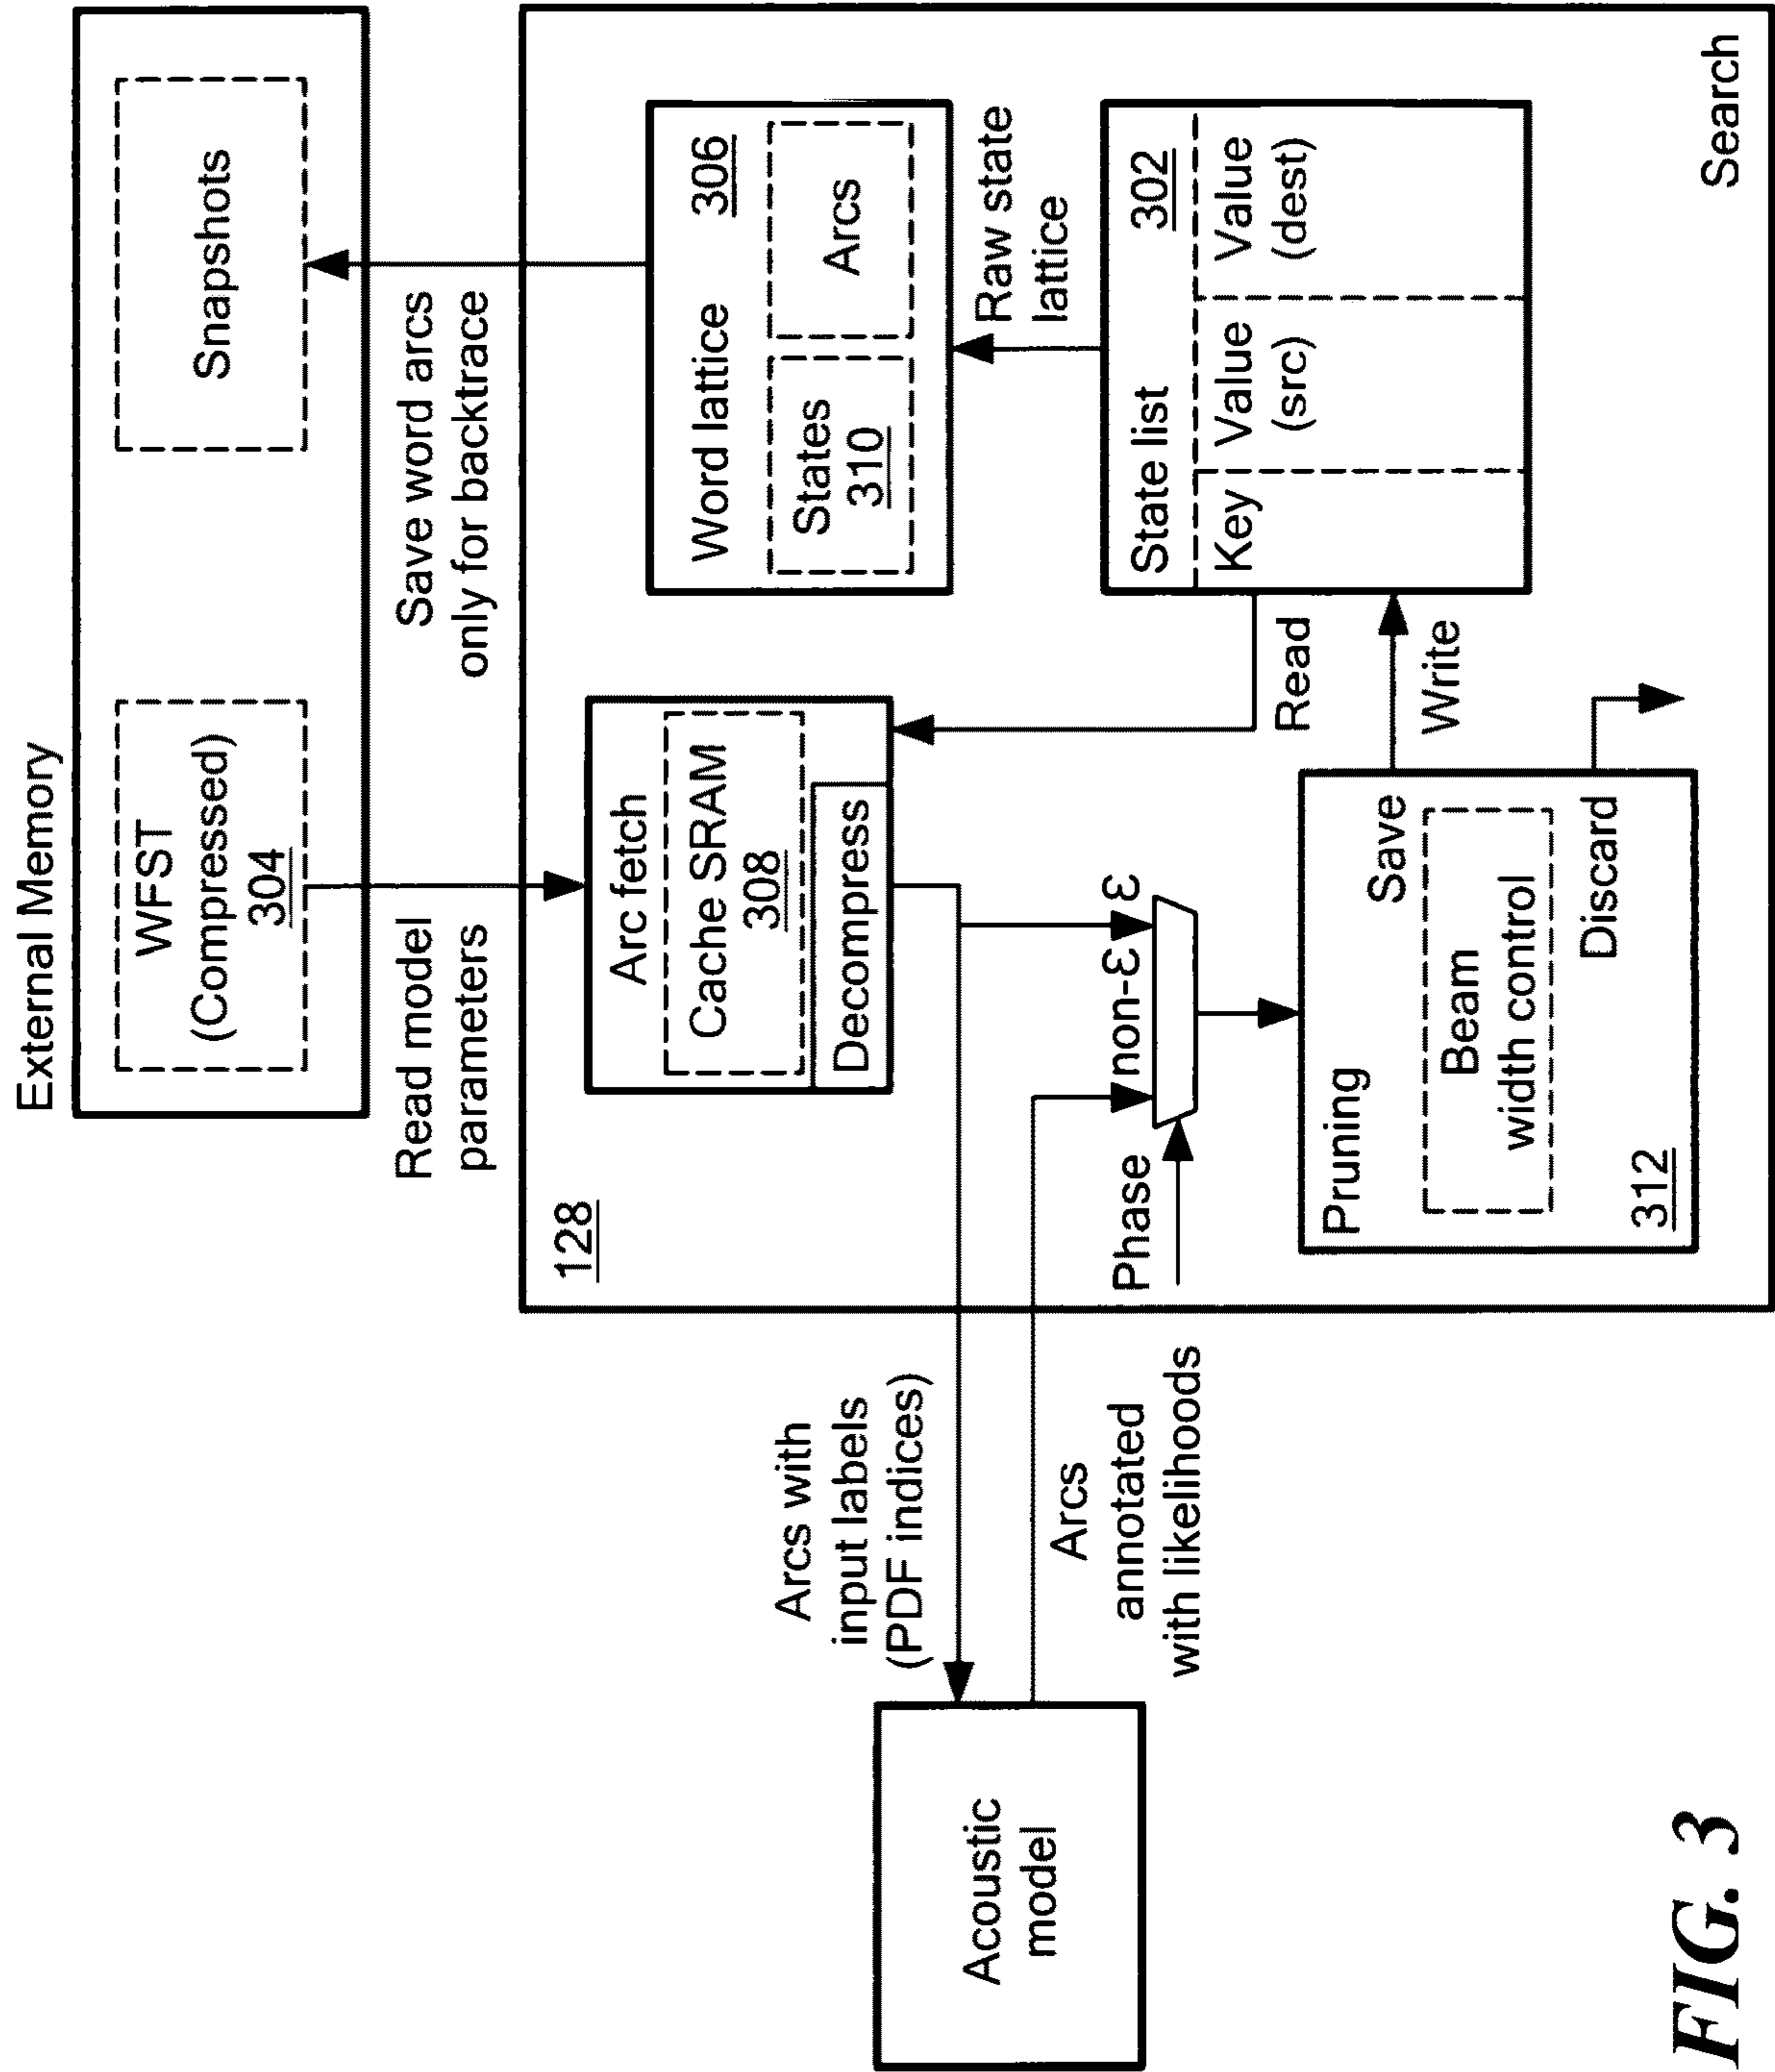 External Memory
WFST
(Compressed)
304
Snapshots
Read model
parameters
Save word arcs
only for backtrace
128
Arc fetch
Cache SRAM
308
Decompress
Word lattice
306
States
310
Arcs
Raw state
lattice
Arcs with
input labels
(PDF indices)
Acoustic
model
Arcs
annotated
with likelihoods
Phase
non-Ɛ
Ɛ
Read
State list
302
Key
Value
(src)
Value
(dest)
Pruning
Save
Beam
width control
Discard
312
Write
Search
FIG. 3